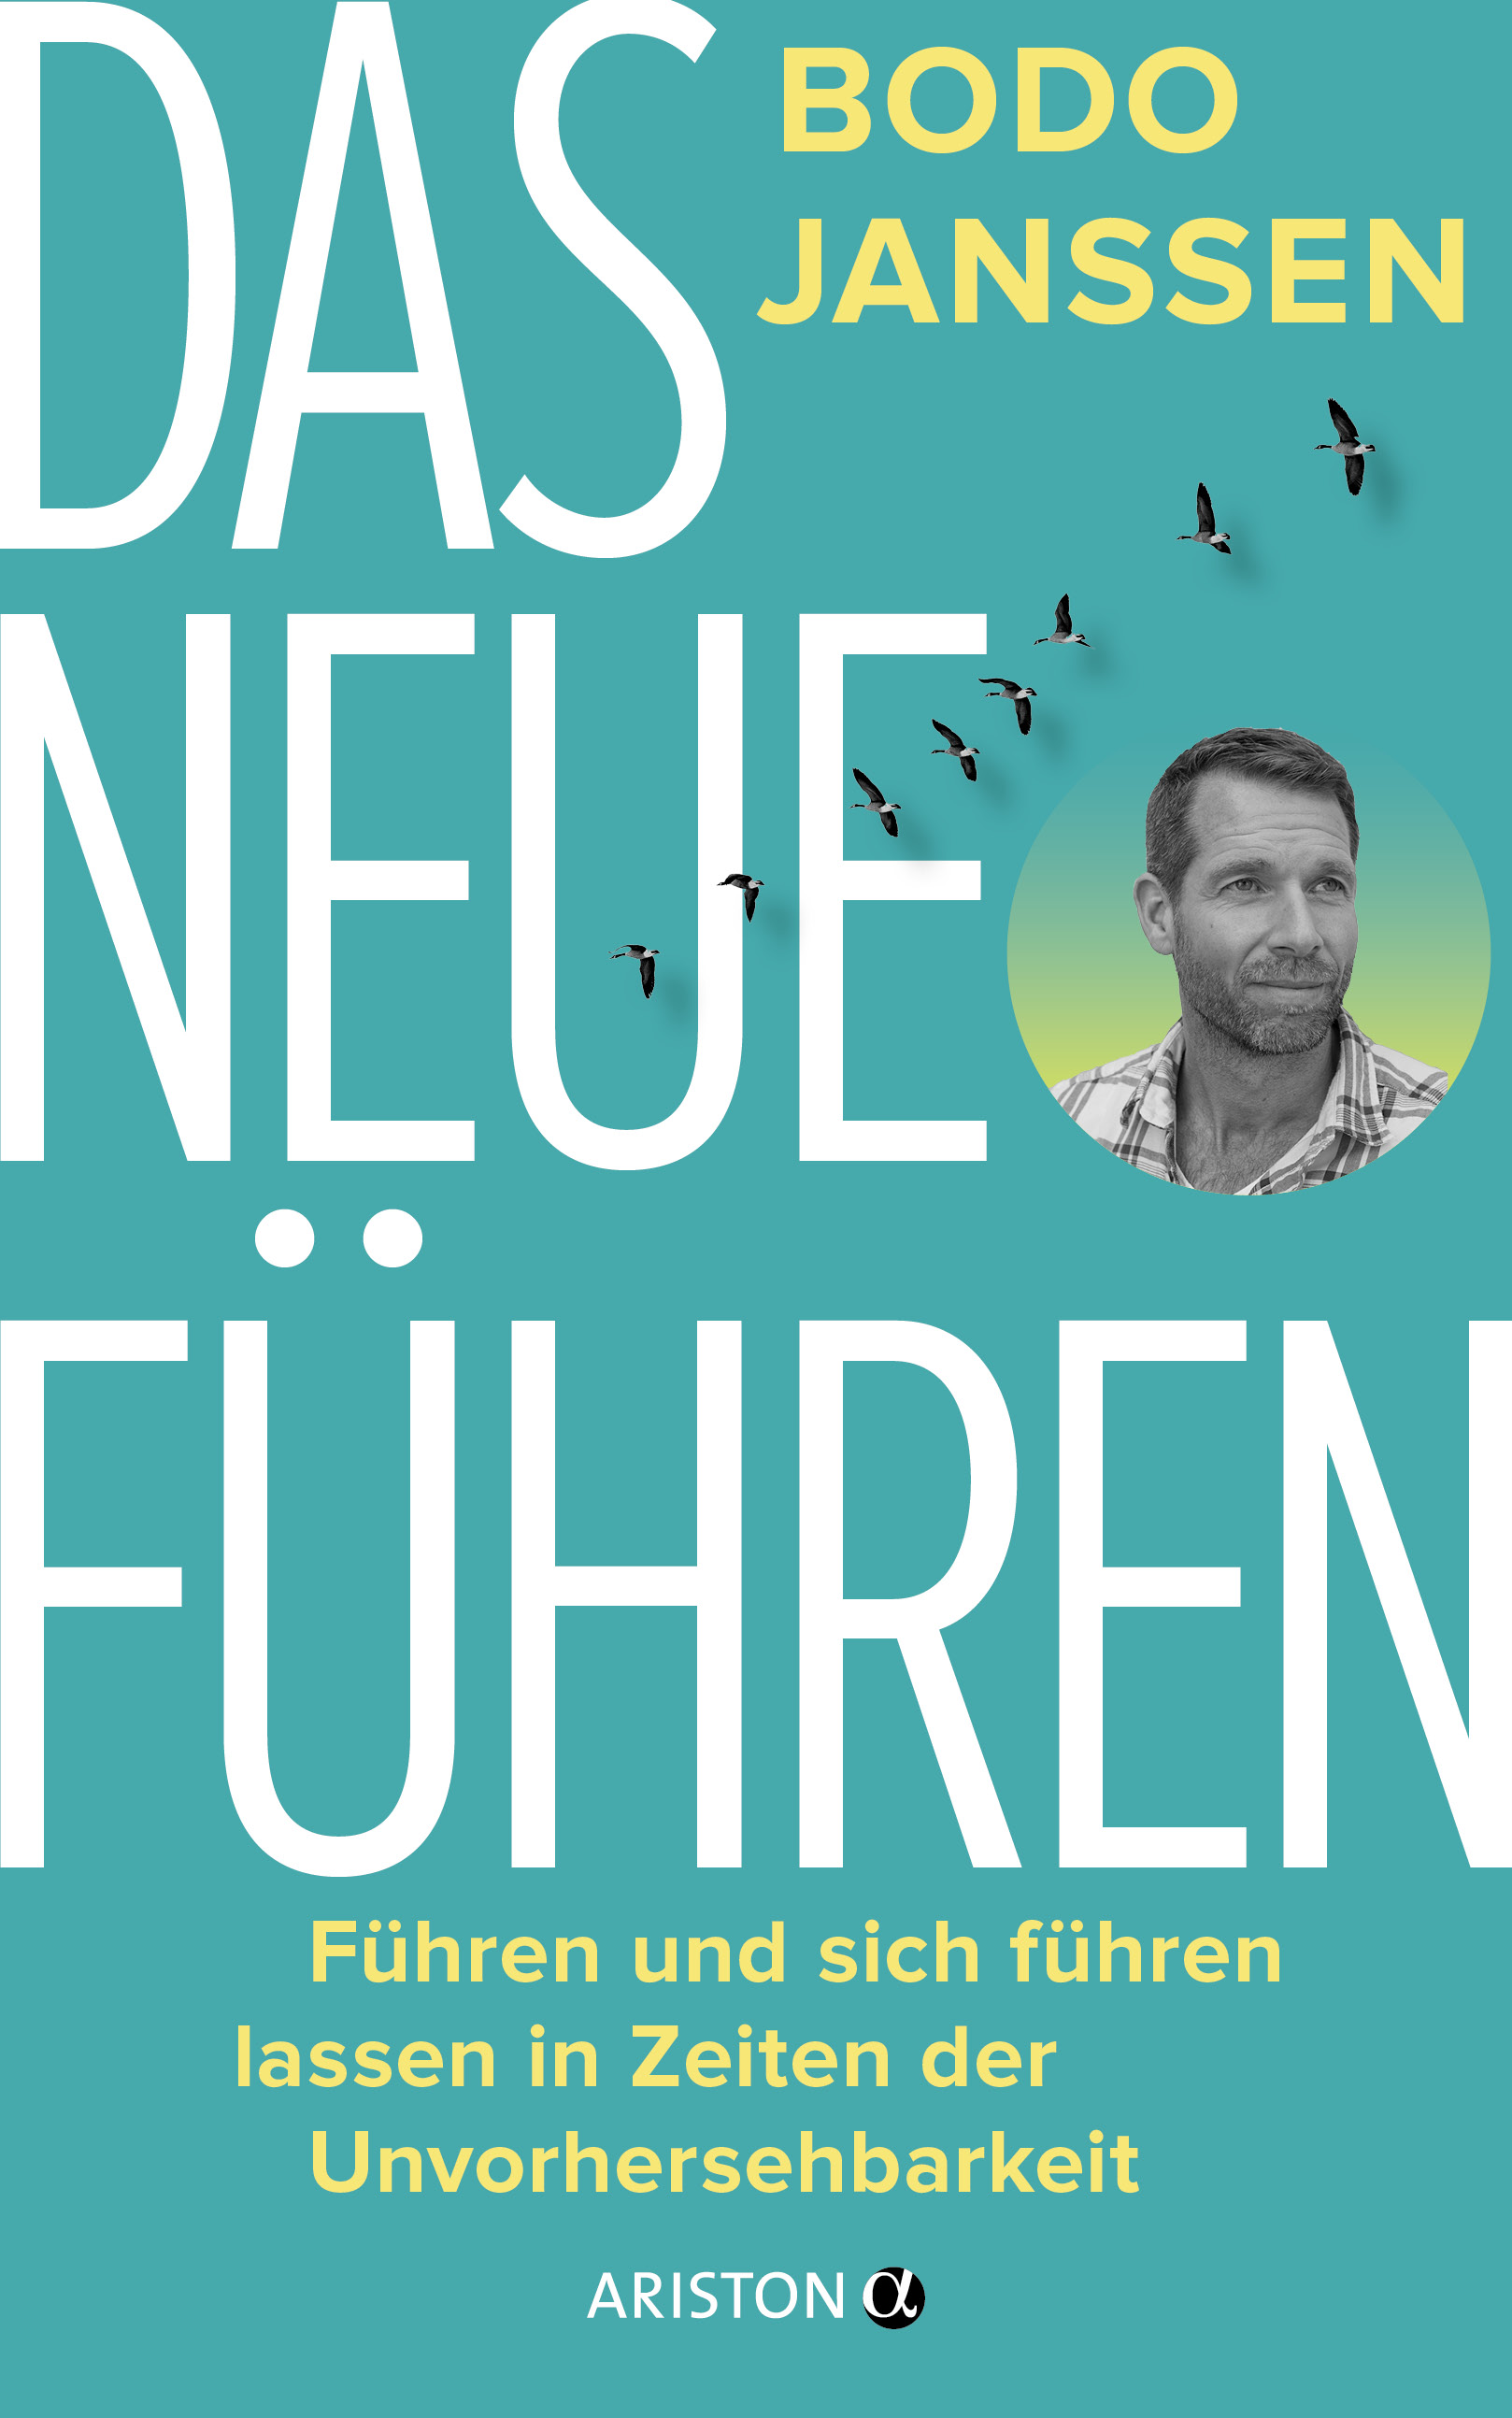 DAS
BODO
JANSSEN
NEUE
FÜHREN
Führen und sich führen
lassen in Zeiten der
Unvorhersehbarkeit
ARISTON α